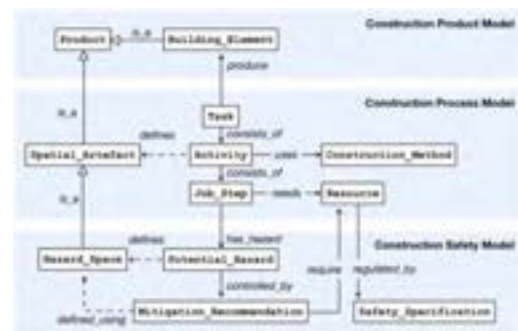 Construction Product Model
Product
is_a
Building_Element
produce
Construction Process Model
Task
is_a
consists_of
defines
Spatial_Artefact
Activity
uses
Construction_Method
consists_of
Job_Step
needs
Resource
is_a
has_hazard
Construction Safety Model
defines
Hazard_Space
Potential_Hazard
require
regulated_by
controlled_by
defined_using
Mitigation_Recommendation
Safety_Specification